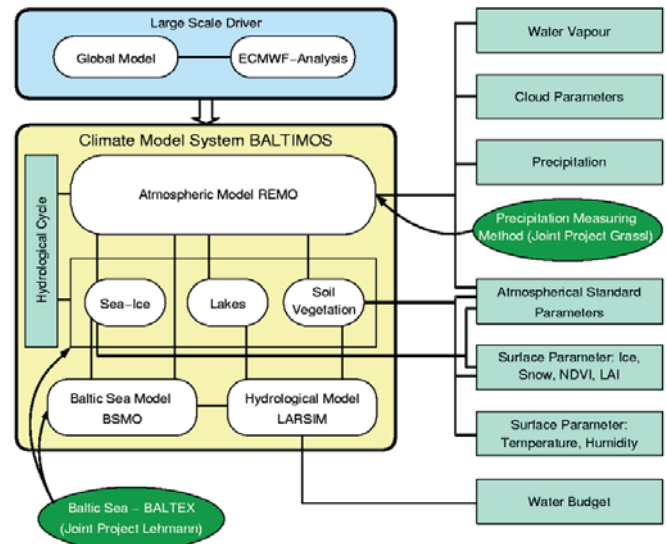 Large Scale Driver
Global Model
ECMWF-Analysis
Climate Model System BALTIMOS
Hydrological Cycle
Atmospheric Model REMO
Sea-Ice
Lakes
Soil
Vegetation
Baltic Sea Model
BSMO
Hydrological Model
LARSIM
Baltic Sea – BALTEX
(Joint Project Lehmann)
Water Vapour
Cloud Parameters
Precipitation
Precipitation Measuring
Method (Joint Project Grassl)
Atmospherical Standard
Parameters
Surface Parameter: Ice,
Snow, NDVI, LAI
Surface Parameter:
Temperature, Humidity
Water Budget